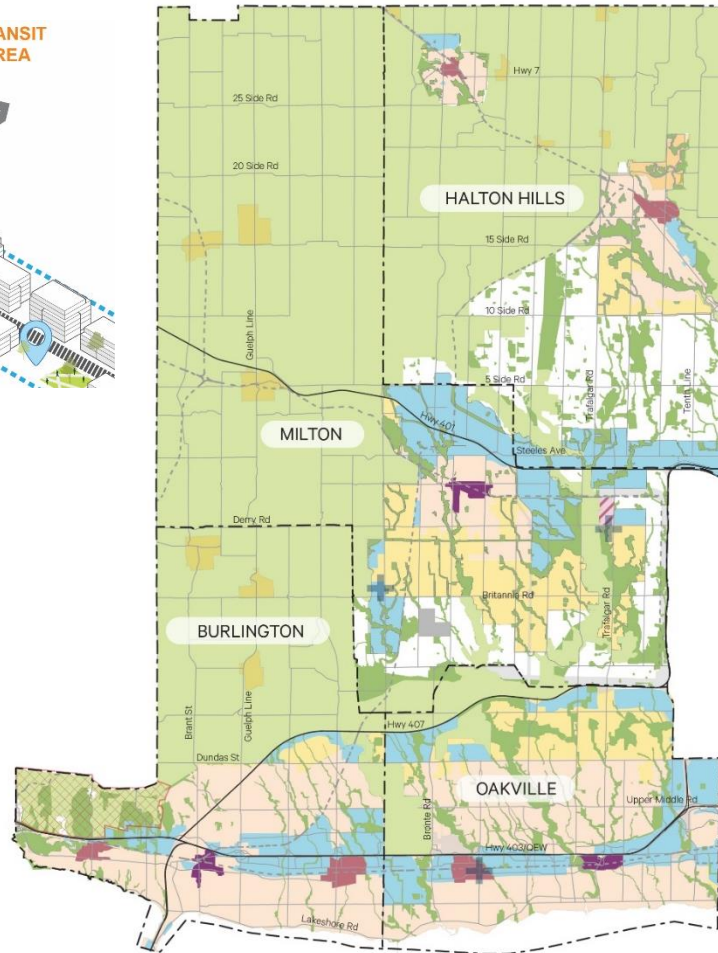 ANSIT
REA
Hwy 7
25 Side Rd
20 Side Rd
HALTON HILLS
15 Side Rd
10 Side Rd
Guelph Line
5 Side Rd
Trafalgar Rd
Tenth Line
Hwy 401
MILTON
Steeles Ave
Derry Rd
Britannia Rd
Trafalgar Rd
BURLINGTON
Brant St
Guelph Line
Hwy 407
Dundas St
OAKVILLE
Bronte Rd
Upper Middle Rd
Hwy 403/QEW
Lakeshore Rd